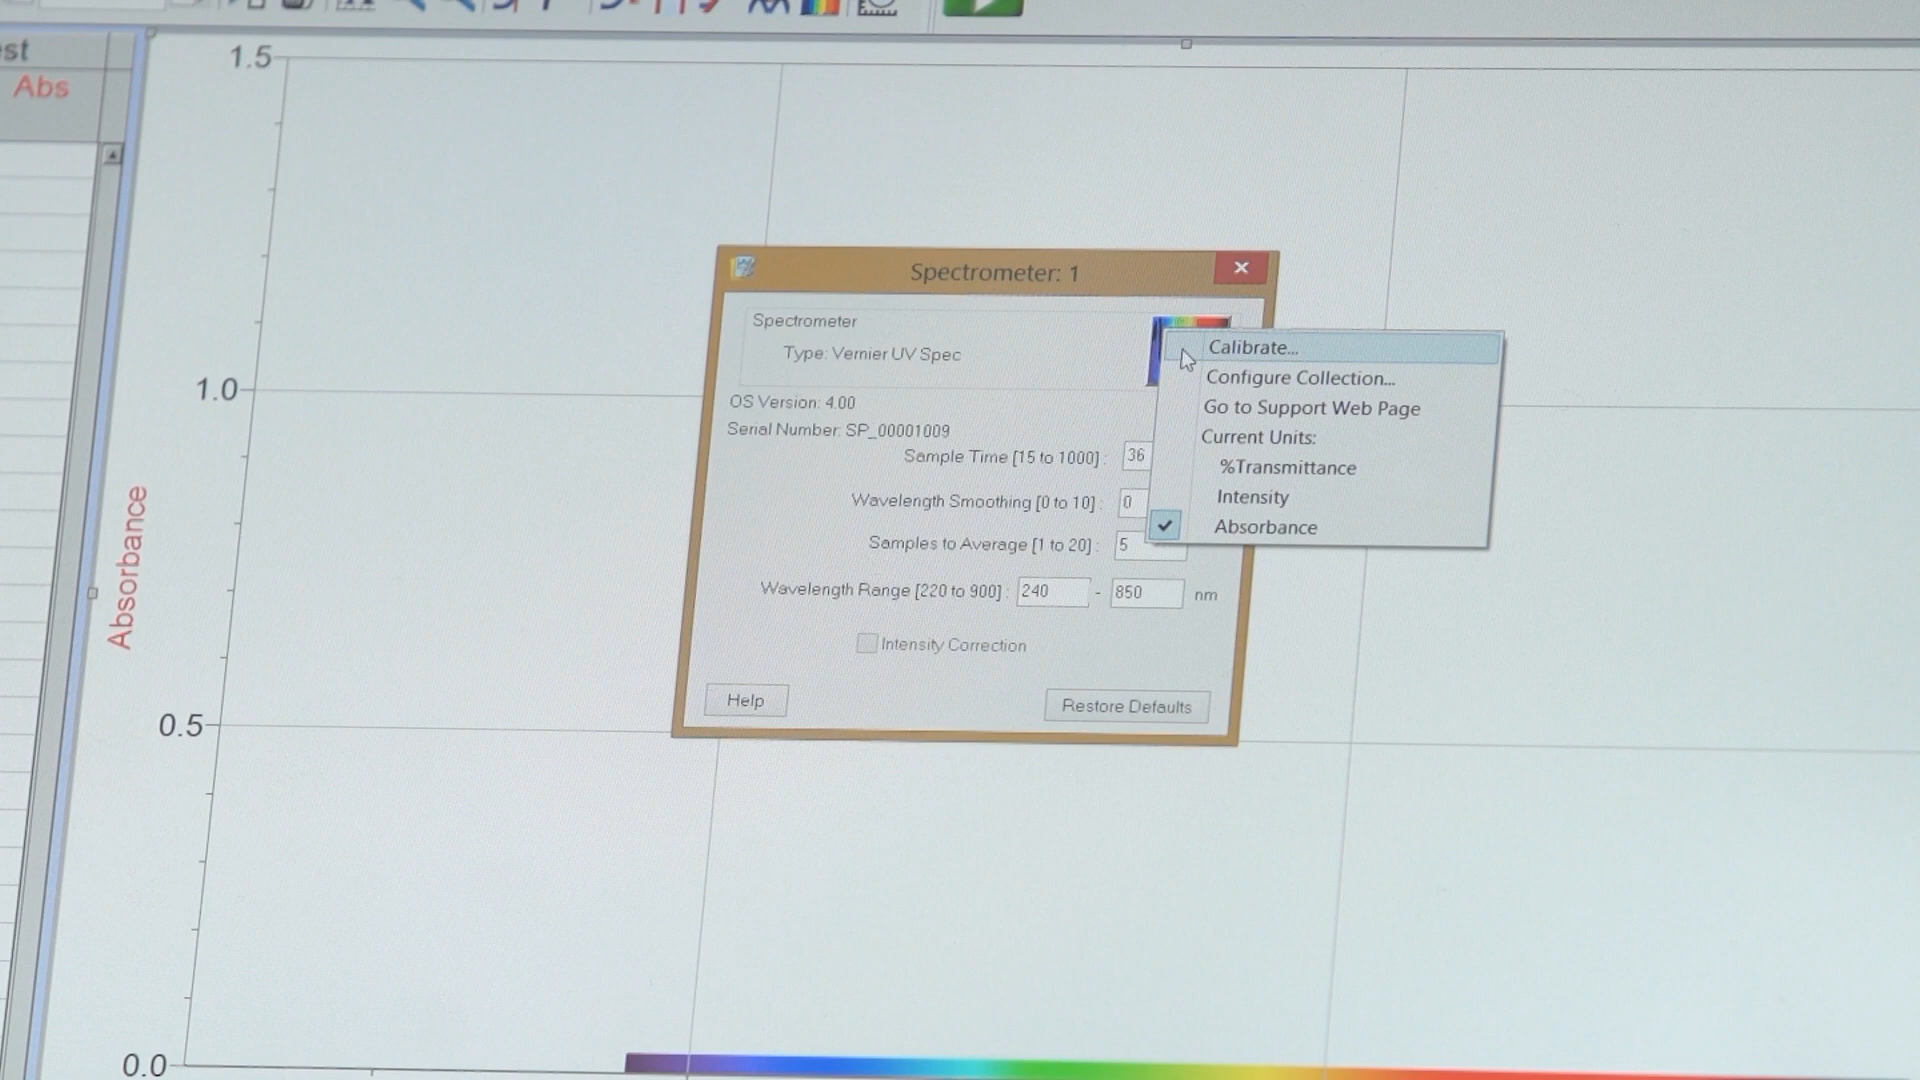 st
Abs
1.5
1.0
0.5
0.0
Absorbance
Spectrometer: 1
Spectrometer
Type: Vernier UV Spec
OS Version: 4.00
Serial Number: SP_00001009
Sample Time [15 to 1000] : 36
Wavelength Smoothing [0 to 10] : 0
Samples to Average [1 to 20] : 5
Wavelength Range [220 to 900] : 240 - 850 nm
Intensity Correction
Help
Restore Defaults
Calibrate...
Configure Collection...
Go to Support Web Page
Current Units:
%Transmittance
Intensity
Absorbance